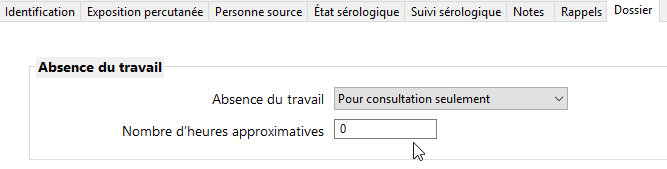 Identification Exposition percutanée Personne source État sérologique Suivi sérologique Notes Rappels Dossier
Absence du travail
Absence du travail Pour consultation seulement
Nombre d'heures approximatives 0